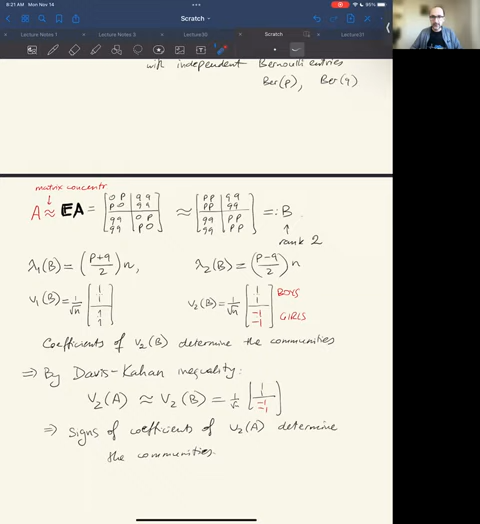 8:21 AM Mon Nov 14
95%
Scratch
Lecture Notes 1
Lecture Notes 3
Lecture30
Scratch
Lecture31
with independent Bernoulli entries
Ber(p), Ber(q)
matrix concentr
A ≈ EA = [0 p | q q; p 0 | q q; q q | 0 p; q q | p 0] ≈ [p p | q q; p p | q q; q q | p p; q q | p p] =: B
rank 2
λ₁(B) = ((p+q)/2) n, λ₂(B) = ((p-q)/2) n
v₁(B) = 1/√n [1; 1; 1; 1] v₂(B) = 1/√n [1; 1; -1; -1] BOYS GIRLS
Coefficients of v₂(B) determine the communities
⇒ By Davis-Kahan inequality:
v₂(A) ≈ v₂(B) = 1/√n [1; 1; -1; -1]
⇒ signs of coefficients of v₂(A) determine
the communities.